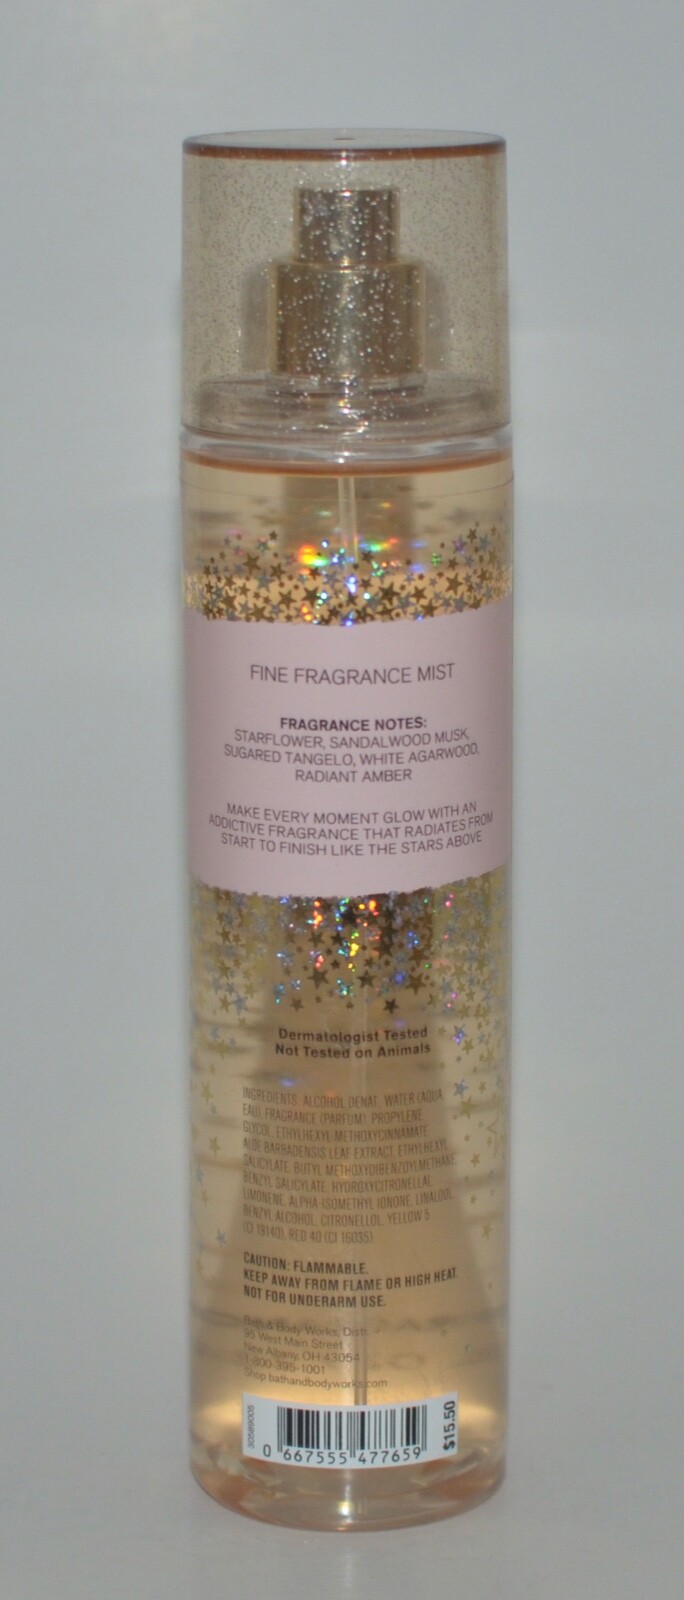 FINE FRAGRANCE MIST
FRAGRANCE NOTES:
STARFLOWER, SANDALWOOD MUSK,
SUGARED TANGELO, WHITE AGARWOOD,
RADIANT AMBER
MAKE EVERY MOMENT GLOW WITH AN
ADDICTIVE FRAGRANCE THAT RADIATES FROM
START TO FINISH LIKE THE STARS ABOVE
Dermatologist Tested
Not Tested on Animals
INGREDIENTS: ALCOHOL DENAT, WATER (AQUA,
EAU), FRAGRANCE (PARFUM), PROPYLENE
GLYCOL, ETHYLHEXYL METHOXYCINNAMATE,
ALOE BARBADENSIS LEAF EXTRACT, ETHYLHEXYL
SALICYLATE, BUTYL METHOXYDIBENZOYLMETHANE,
BENZYL SALICYLATE, HYDROXYCITRONELLAL,
LIMONENE, ALPHA-ISOMETHYL IONONE, LINALOOL,
BENZYL ALCOHOL, CITRONELLOL, YELLOW 5
(CI 19140), RED 40 (CI 16035)
CAUTION: FLAMMABLE.
KEEP AWAY FROM FLAME OR HIGH HEAT.
NOT FOR UNDERARM USE.
Bath & Body Works, Distr.
95 West Main Street
New Albany, OH 43054
1-800-395-1001
Shop bathandbodyworks.com
30589005
0 667555 477659
$15.50